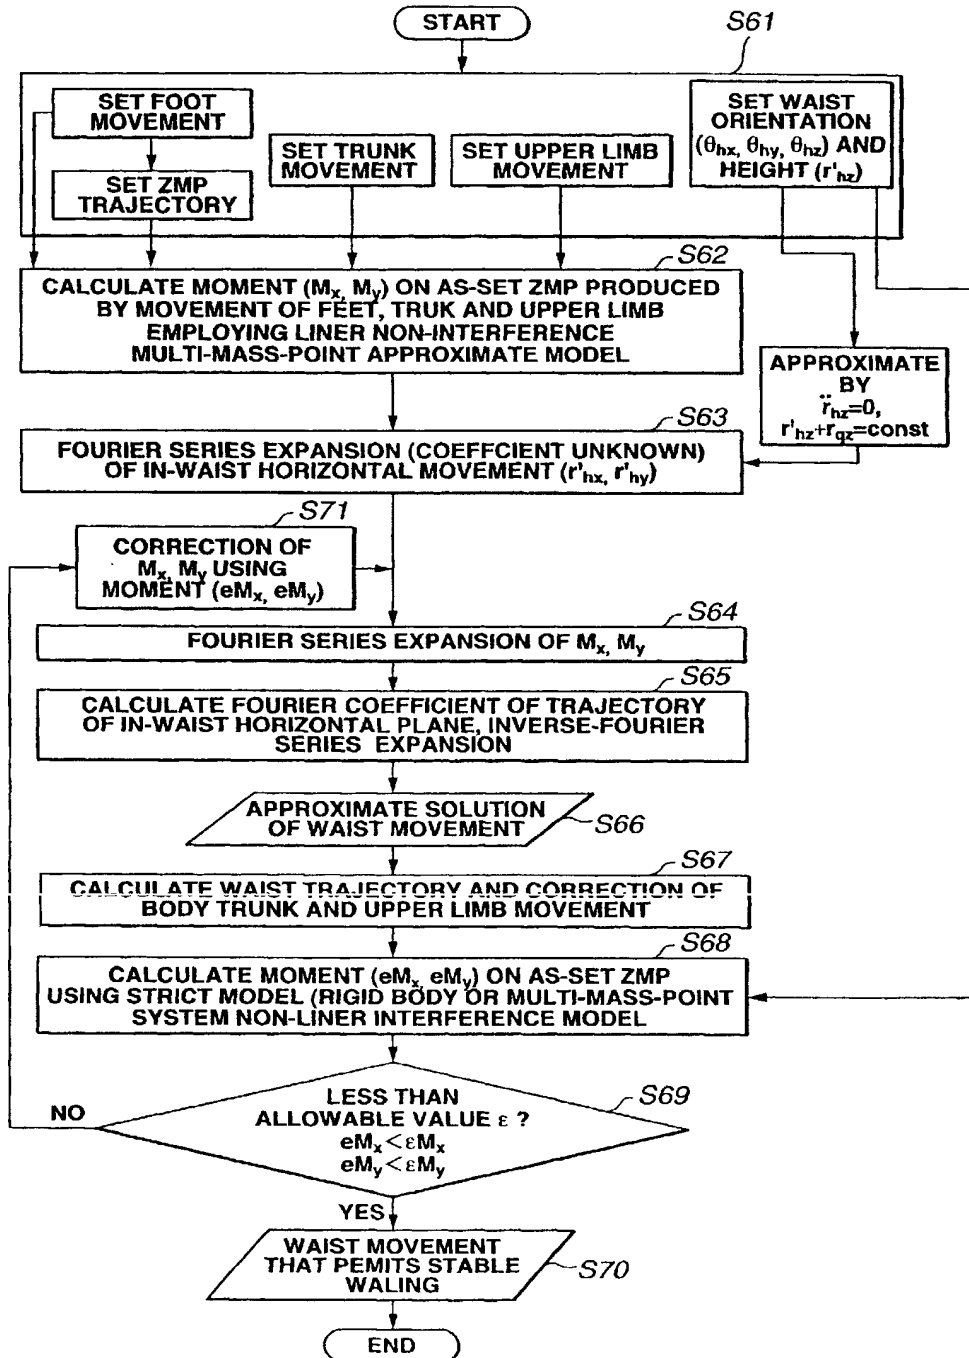 START
S61
SET FOOT
MOVEMENT
SET ZMP
TRAJECTORY
SET TRUNK
MOVEMENT
SET UPPER LIMB
MOVEMENT
SET WAIST
ORIENTATION
(θhx, θhy, θhz) AND
HEIGHT (r'hz)
S62
CALCULATE MOMENT (Mx, My) ON AS-SET ZMP PRODUCED
BY MOVEMENT OF FEET, TRUK AND UPPER LIMB
EMPLOYING LINER NON-INTERFERENCE
MULTI-MASS-POINT APPROXIMATE MODEL
APPROXIMATE
BY
r̈hz=0,
r'hz+rqz=const
S63
FOURIER SERIES EXPANSION (COEFFCIENT UNKNOWN)
OF IN-WAIST HORIZONTAL MOVEMENT (r'hx, r'hy)
S71
CORRECTION OF
Mx, My USING
MOMENT (eMx, eMy)
S64
FOURIER SERIES EXPANSION OF Mx, My
S65
CALCULATE FOURIER COEFFICIENT OF TRAJECTORY
OF IN-WAIST HORIZONTAL PLANE, INVERSE-FOURIER
SERIES EXPANSION
APPROXIMATE SOLUTION
OF WAIST MOVEMENT
S66
S67
CALCULATE WAIST TRAJECTORY AND CORRECTION OF
BODY TRUNK AND UPPER LIMB MOVEMENT
S68
CALCULATE MOMENT (eMx, eMy) ON AS-SET ZMP
USING STRICT MODEL (RIGID BODY OR MULTI-MASS-POINT
SYSTEM NON-LINER INTERFERENCE MODEL
LESS THAN
ALLOWABLE VALUE ε ?
eMx<εMx
eMy<εMy
S69
NO
YES
WAIST MOVEMENT
THAT PEMITS STABLE
WALING
S70
END